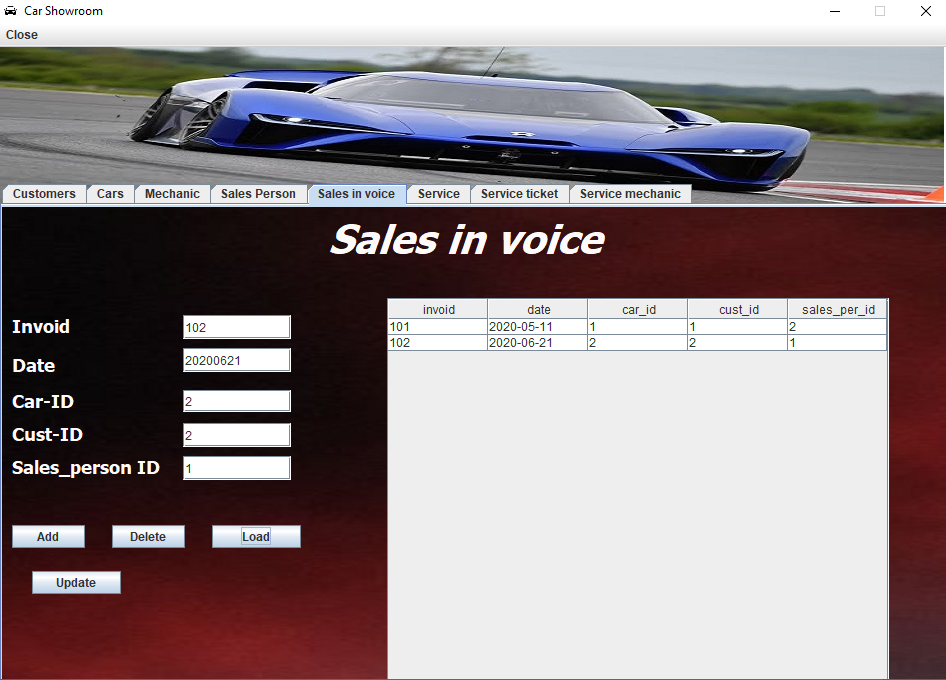 Car Showroom
Close
Customers Cars Mechanic Sales Person Sales in voice Service Service ticket Service mechanic
Sales in voice
invoid date car_id cust_id sales_per_id
101 2020-05-11 1 1 2
102 2020-06-21 2 2 1
Invoid 102
Date 20200621
Car-ID 2
Cust-ID 2
Sales_person ID 1
Add Delete Load
Update